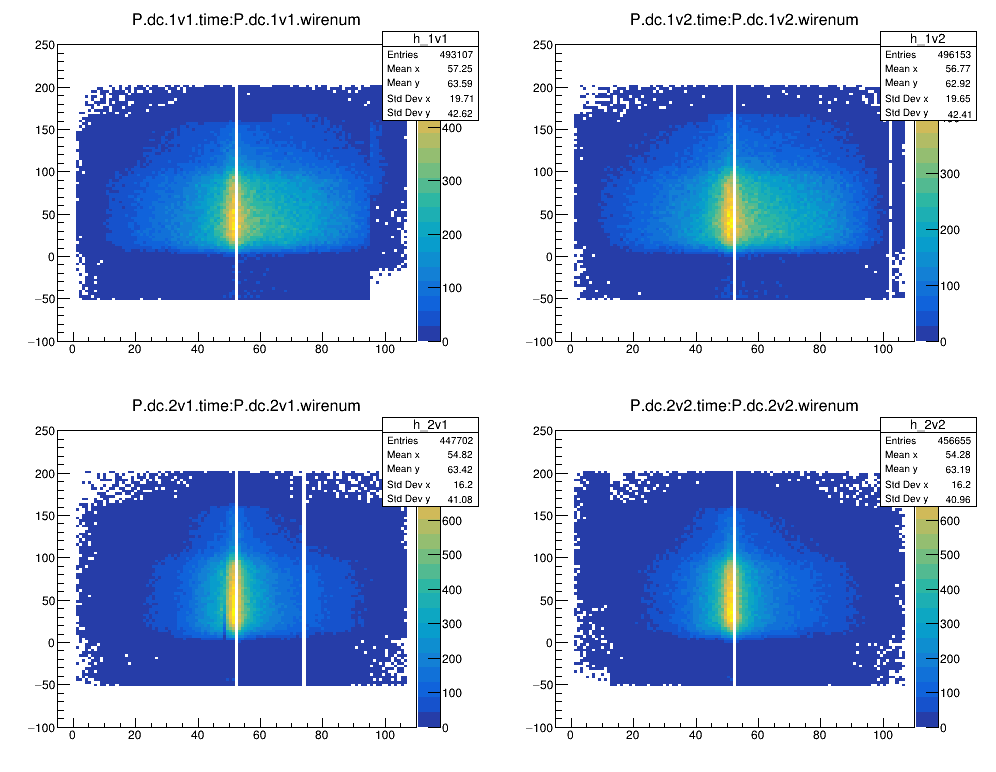 P.dc.1v1.time:P.dc.1v1.wirenum
h_1v1
Entries 493107
Mean x 57.25
Mean y 63.59
Std Dev x 19.71
Std Dev y 42.62
250
200
150
100
50
0
−50
−100
0 20 40 60 80 100
400
300
200
100
0
P.dc.1v2.time:P.dc.1v2.wirenum
h_1v2
Entries 496153
Mean x 56.77
Mean y 62.92
Std Dev x 19.65
Std Dev y 42.41
250
200
150
100
50
0
−50
−100
0 20 40 60 80 100
300
200
100
0
P.dc.2v1.time:P.dc.2v1.wirenum
h_2v1
Entries 447702
Mean x 54.82
Mean y 63.42
Std Dev x 16.2
Std Dev y 41.08
250
200
150
100
50
0
−50
−100
0 20 40 60 80 100
600
500
400
300
200
100
0
P.dc.2v2.time:P.dc.2v2.wirenum
h_2v2
Entries 456655
Mean x 54.28
Mean y 63.19
Std Dev x 16.2
Std Dev y 40.96
250
200
150
100
50
0
−50
−100
0 20 40 60 80 100
600
500
400
300
200
100
0